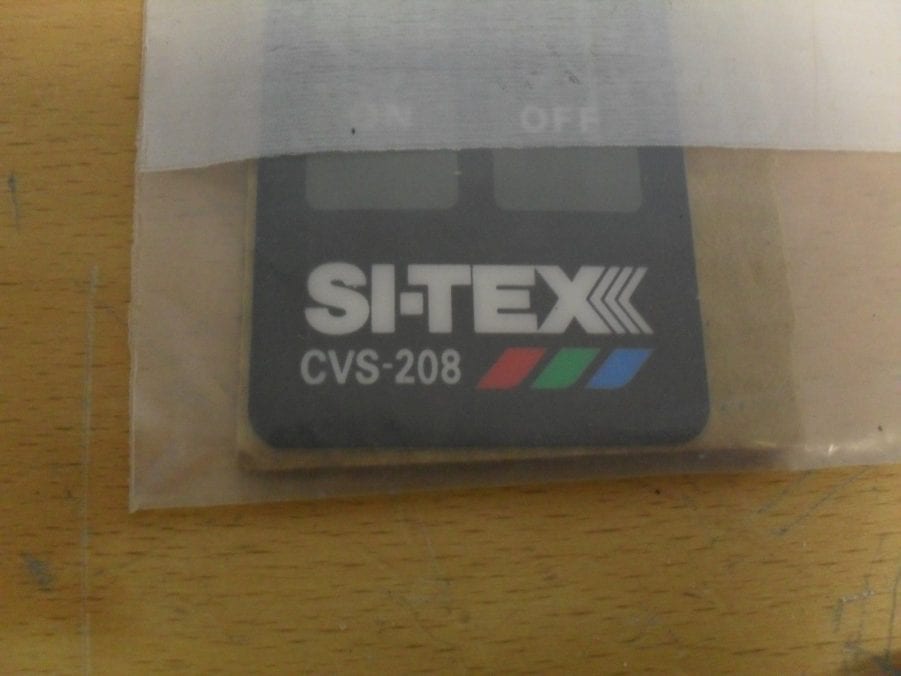 ON OFF
SI-TEX
CVS-208